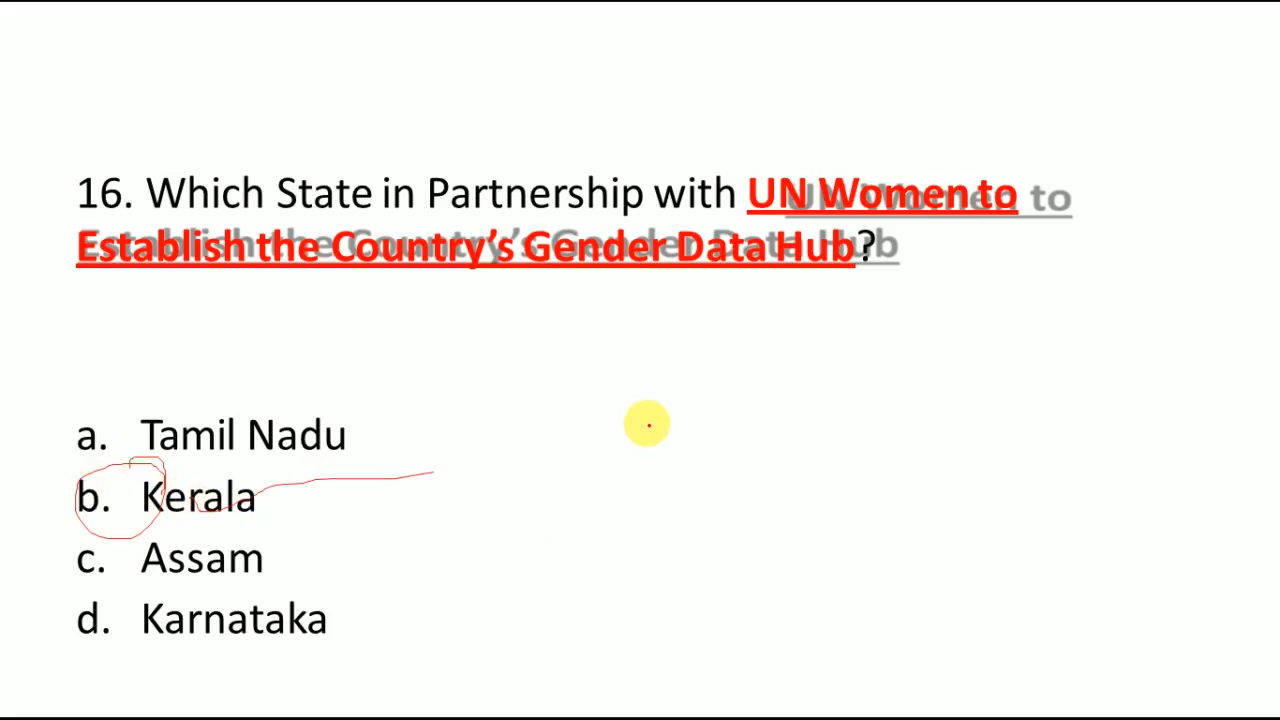 16. Which State in Partnership with UN Women to
Establish the Country’s Gender Data Hub?
a. Tamil Nadu
b. Kerala
c. Assam
d. Karnataka